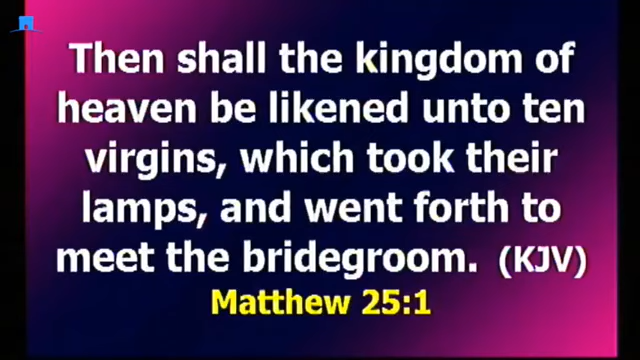 Then shall the kingdom of
heaven be likened unto ten
virgins, which took their
lamps, and went forth to
meet the bridegroom. (KJV)
Matthew 25:1